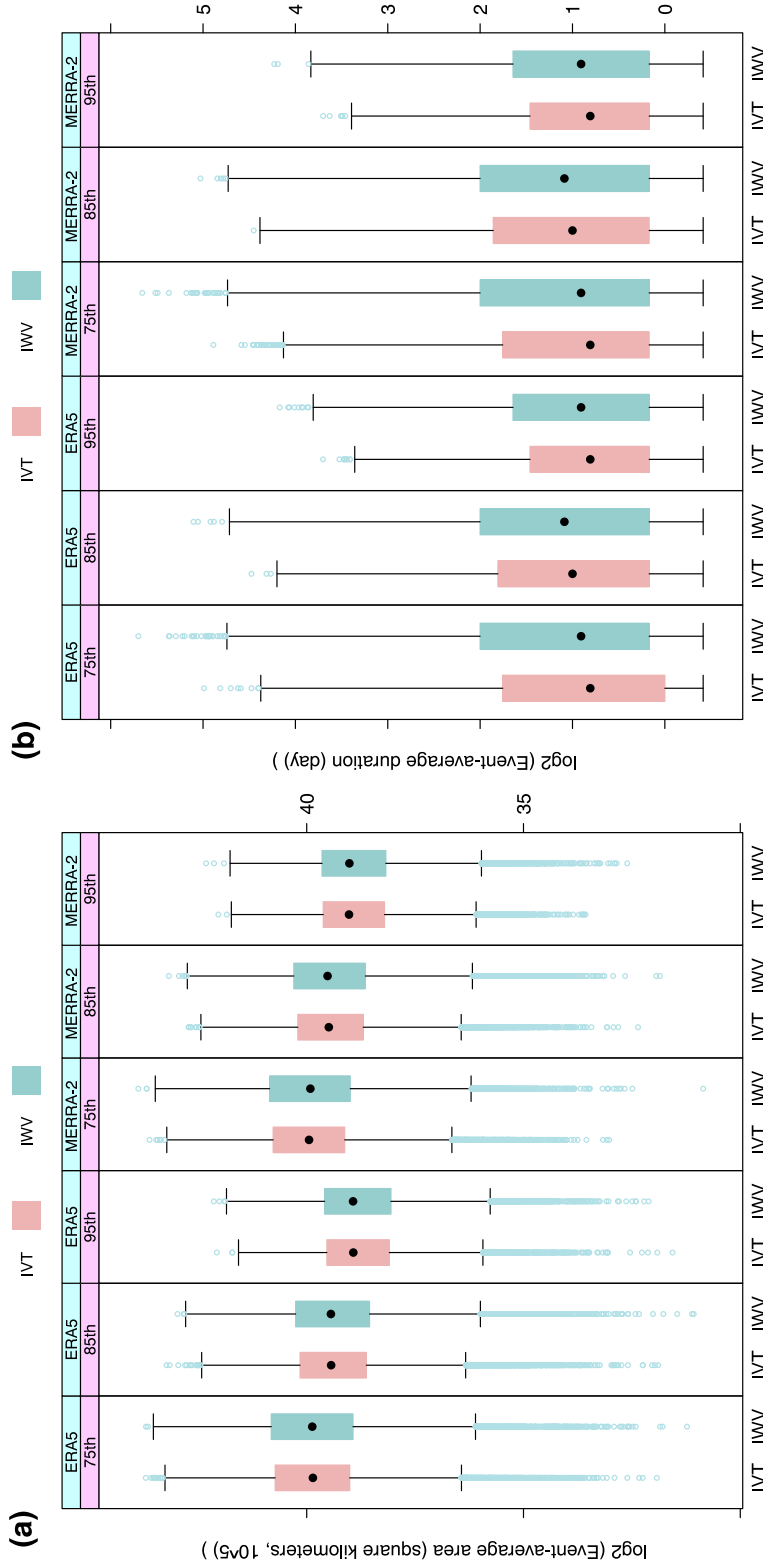 (a)
IVT
IWV
ERA5 ERA5 ERA5 MERRA-2 MERRA-2 MERRA-2
75th 85th 95th 75th 85th 95th
log2 (Event-average area (square kilometers, 10^5) )
40
35
IVT IWV IVT IWV IVT IWV IVT IWV IVT IWV IVT IWV
(b)
IVT
IWV
ERA5 ERA5 ERA5 MERRA-2 MERRA-2 MERRA-2
75th 85th 95th 75th 85th 95th
log2 (Event-average duration (day) )
5
4
3
2
1
0
IVT IWV IVT IWV IVT IWV IVT IWV IVT IWV IVT IWV